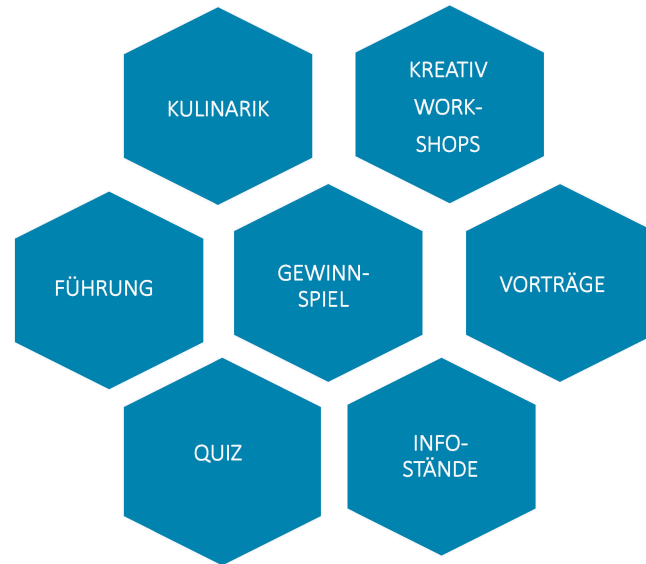 KULINARIK
KREATIV
WORK-
SHOPS
FÜHRUNG
GEWINN-
SPIEL
VORTRÄGE
QUIZ
INFO-
STÄNDE